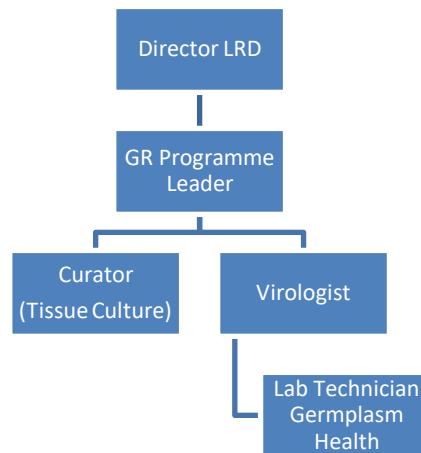 Director LRD
GR Programme
Leader
Curator
(Tissue Culture)
Virologist
Lab Technician
Germplasm
Health